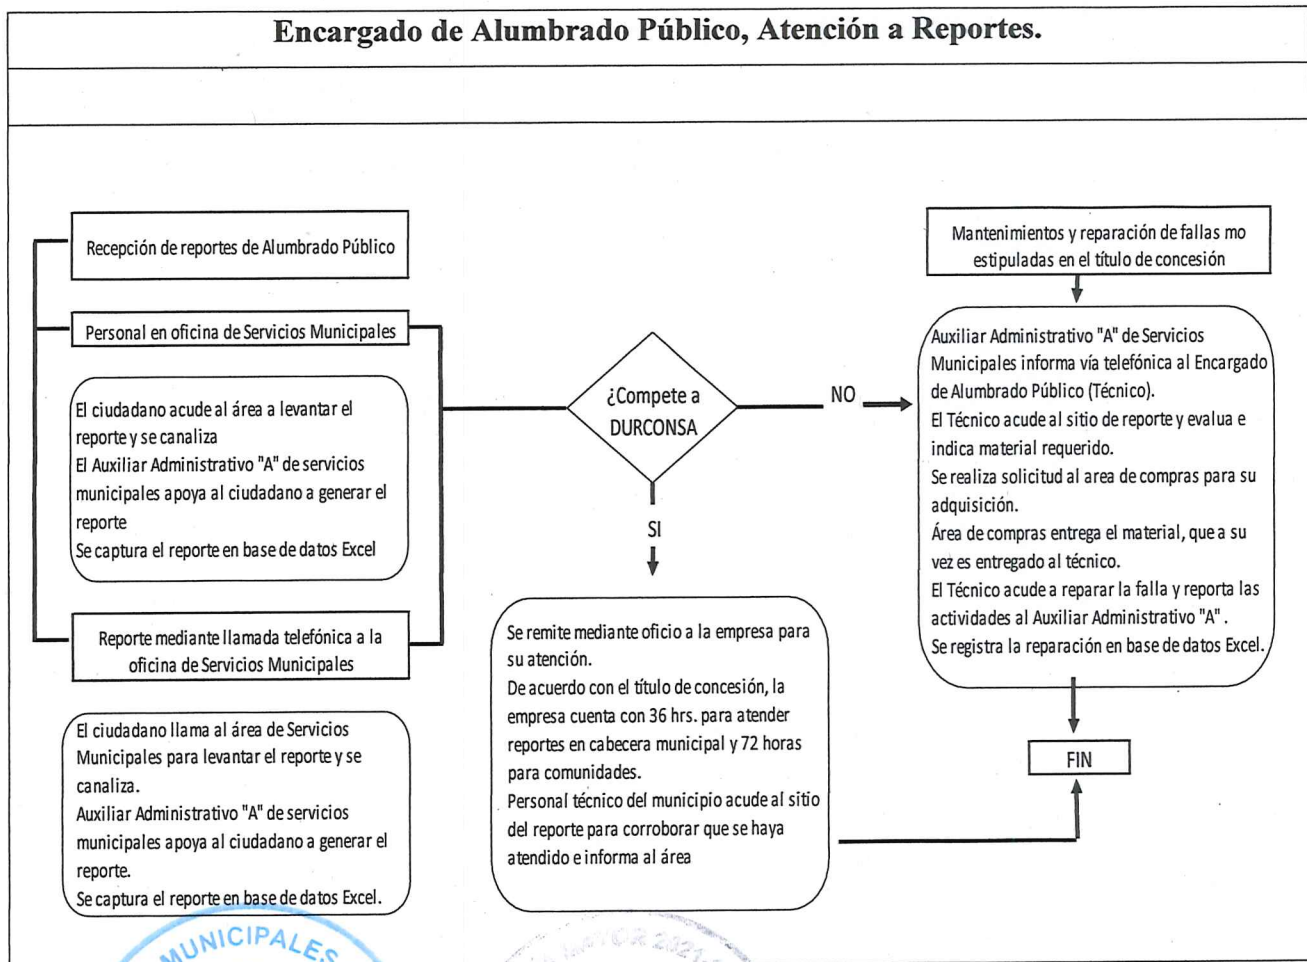 Encargado de Alumbrado Público, Atención a Reportes.
Recepción de reportes de Alumbrado Público
Personal en oficina de Servicios Municipales
El ciudadano acude al área a levantar el
reporte y se canaliza
El Auxiliar Administrativo "A" de servicios
municipales apoya al ciudadano a generar el
reporte
Se captura el reporte en base de datos Excel
Reporte mediante llamada telefónica a la
oficina de Servicios Municipales
El ciudadano llama al área de Servicios
Municipales para levantar el reporte y se
canaliza.
Auxiliar Administrativo "A" de servicios
municipales apoya al ciudadano a generar el
reporte.
Se captura el reporte en base de datos Excel.
¿Compete a
DURCONSA
NO
SI
Se remite mediante oficio a la empresa para
su atención.
De acuerdo con el título de concesión, la
empresa cuenta con 36 hrs. para atender
reportes en cabecera municipal y 72 horas
para comunidades.
Personal técnico del municipio acude al sitio
del reporte para corroborar que se haya
atendido e informa al área
Mantenimientos y reparación de fallas mo
estipuladas en el título de concesión
Auxiliar Administrativo "A" de Servicios
Municipales informa vía telefónica al Encargado
de Alumbrado Público (Técnico).
El Técnico acude al sitio de reporte y evalua e
indica material requerido.
Se realiza solicitud al area de compras para su
adquisición.
Área de compras entrega el material, que a su
vez es entregado al técnico.
El Técnico acude a reparar la falla y reporta las
actividades al Auxiliar Administrativo "A" .
Se registra la reparación en base de datos Excel.
FIN
MUNICIPALES